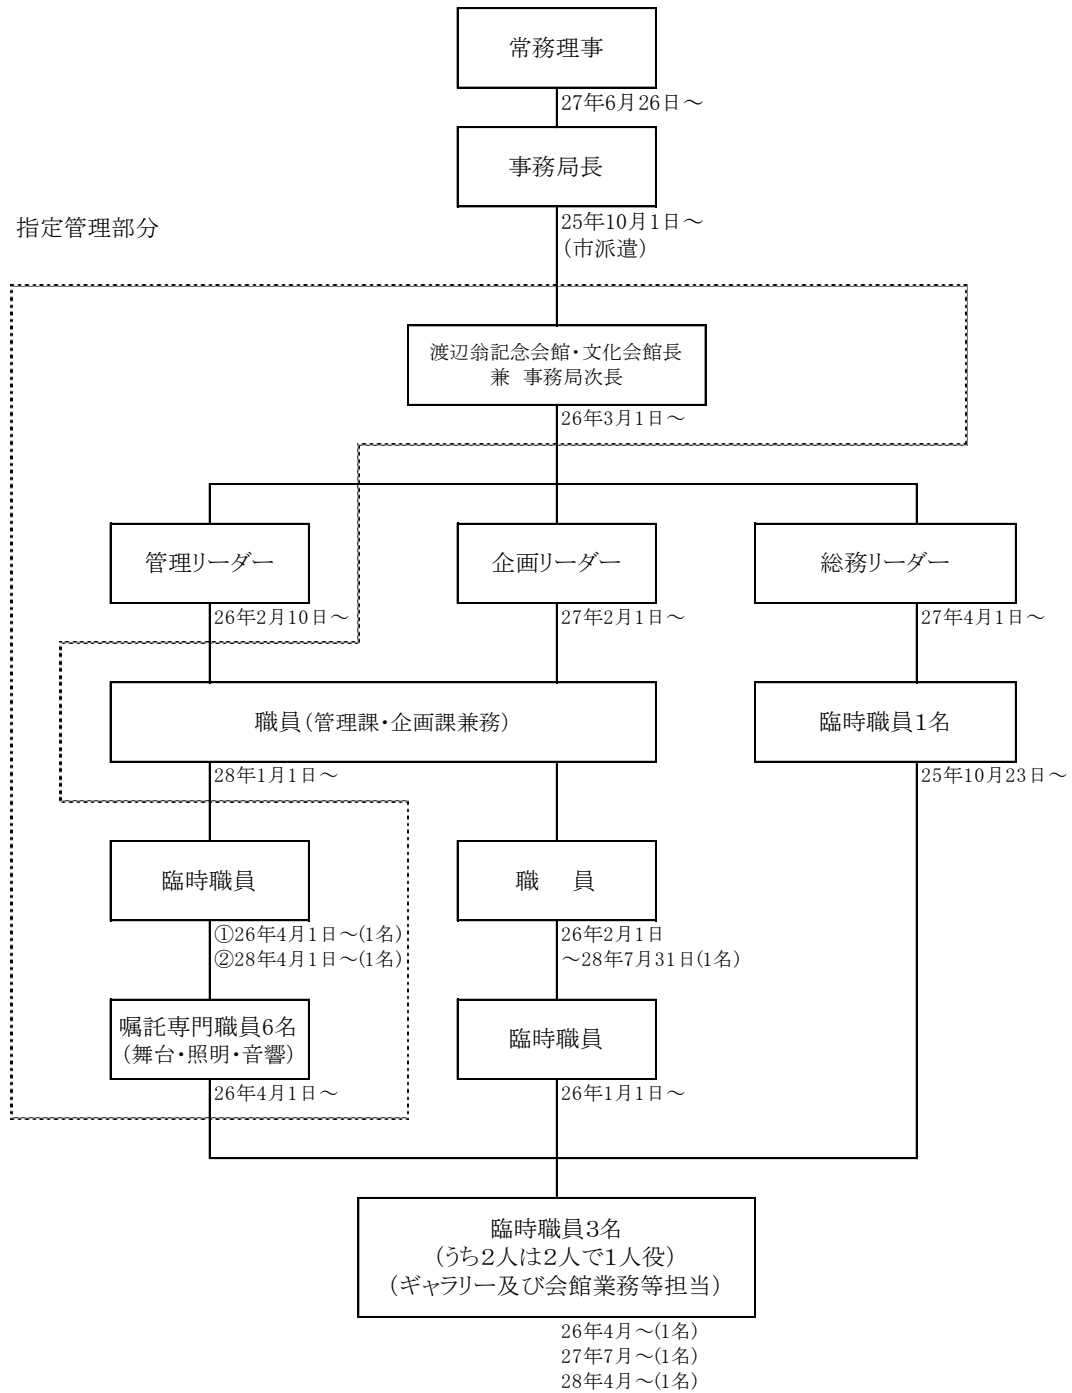 常務理事
27年6月26日～
事務局長
25年10月1日～
(市派遣)
指定管理部分
渡辺翁記念会館・文化会館長
兼 事務局次長
26年3月1日～
管理リーダー
企画リーダー
総務リーダー
26年2月10日～
27年2月1日～
27年4月1日～
職員(管理課・企画課兼務)
臨時職員1名
28年1月1日～
25年10月23日～
臨時職員
職 員
①26年4月1日～(1名)
②28年4月1日～(1名)
26年2月1日
～28年7月31日(1名)
嘱託専門職員6名
(舞台・照明・音響)
臨時職員
26年4月1日～
26年1月1日～
臨時職員3名
(うち2人は2人で1人役)
(ギャラリー及び会館業務等担当)
26年4月～(1名)
27年7月～(1名)
28年4月～(1名)